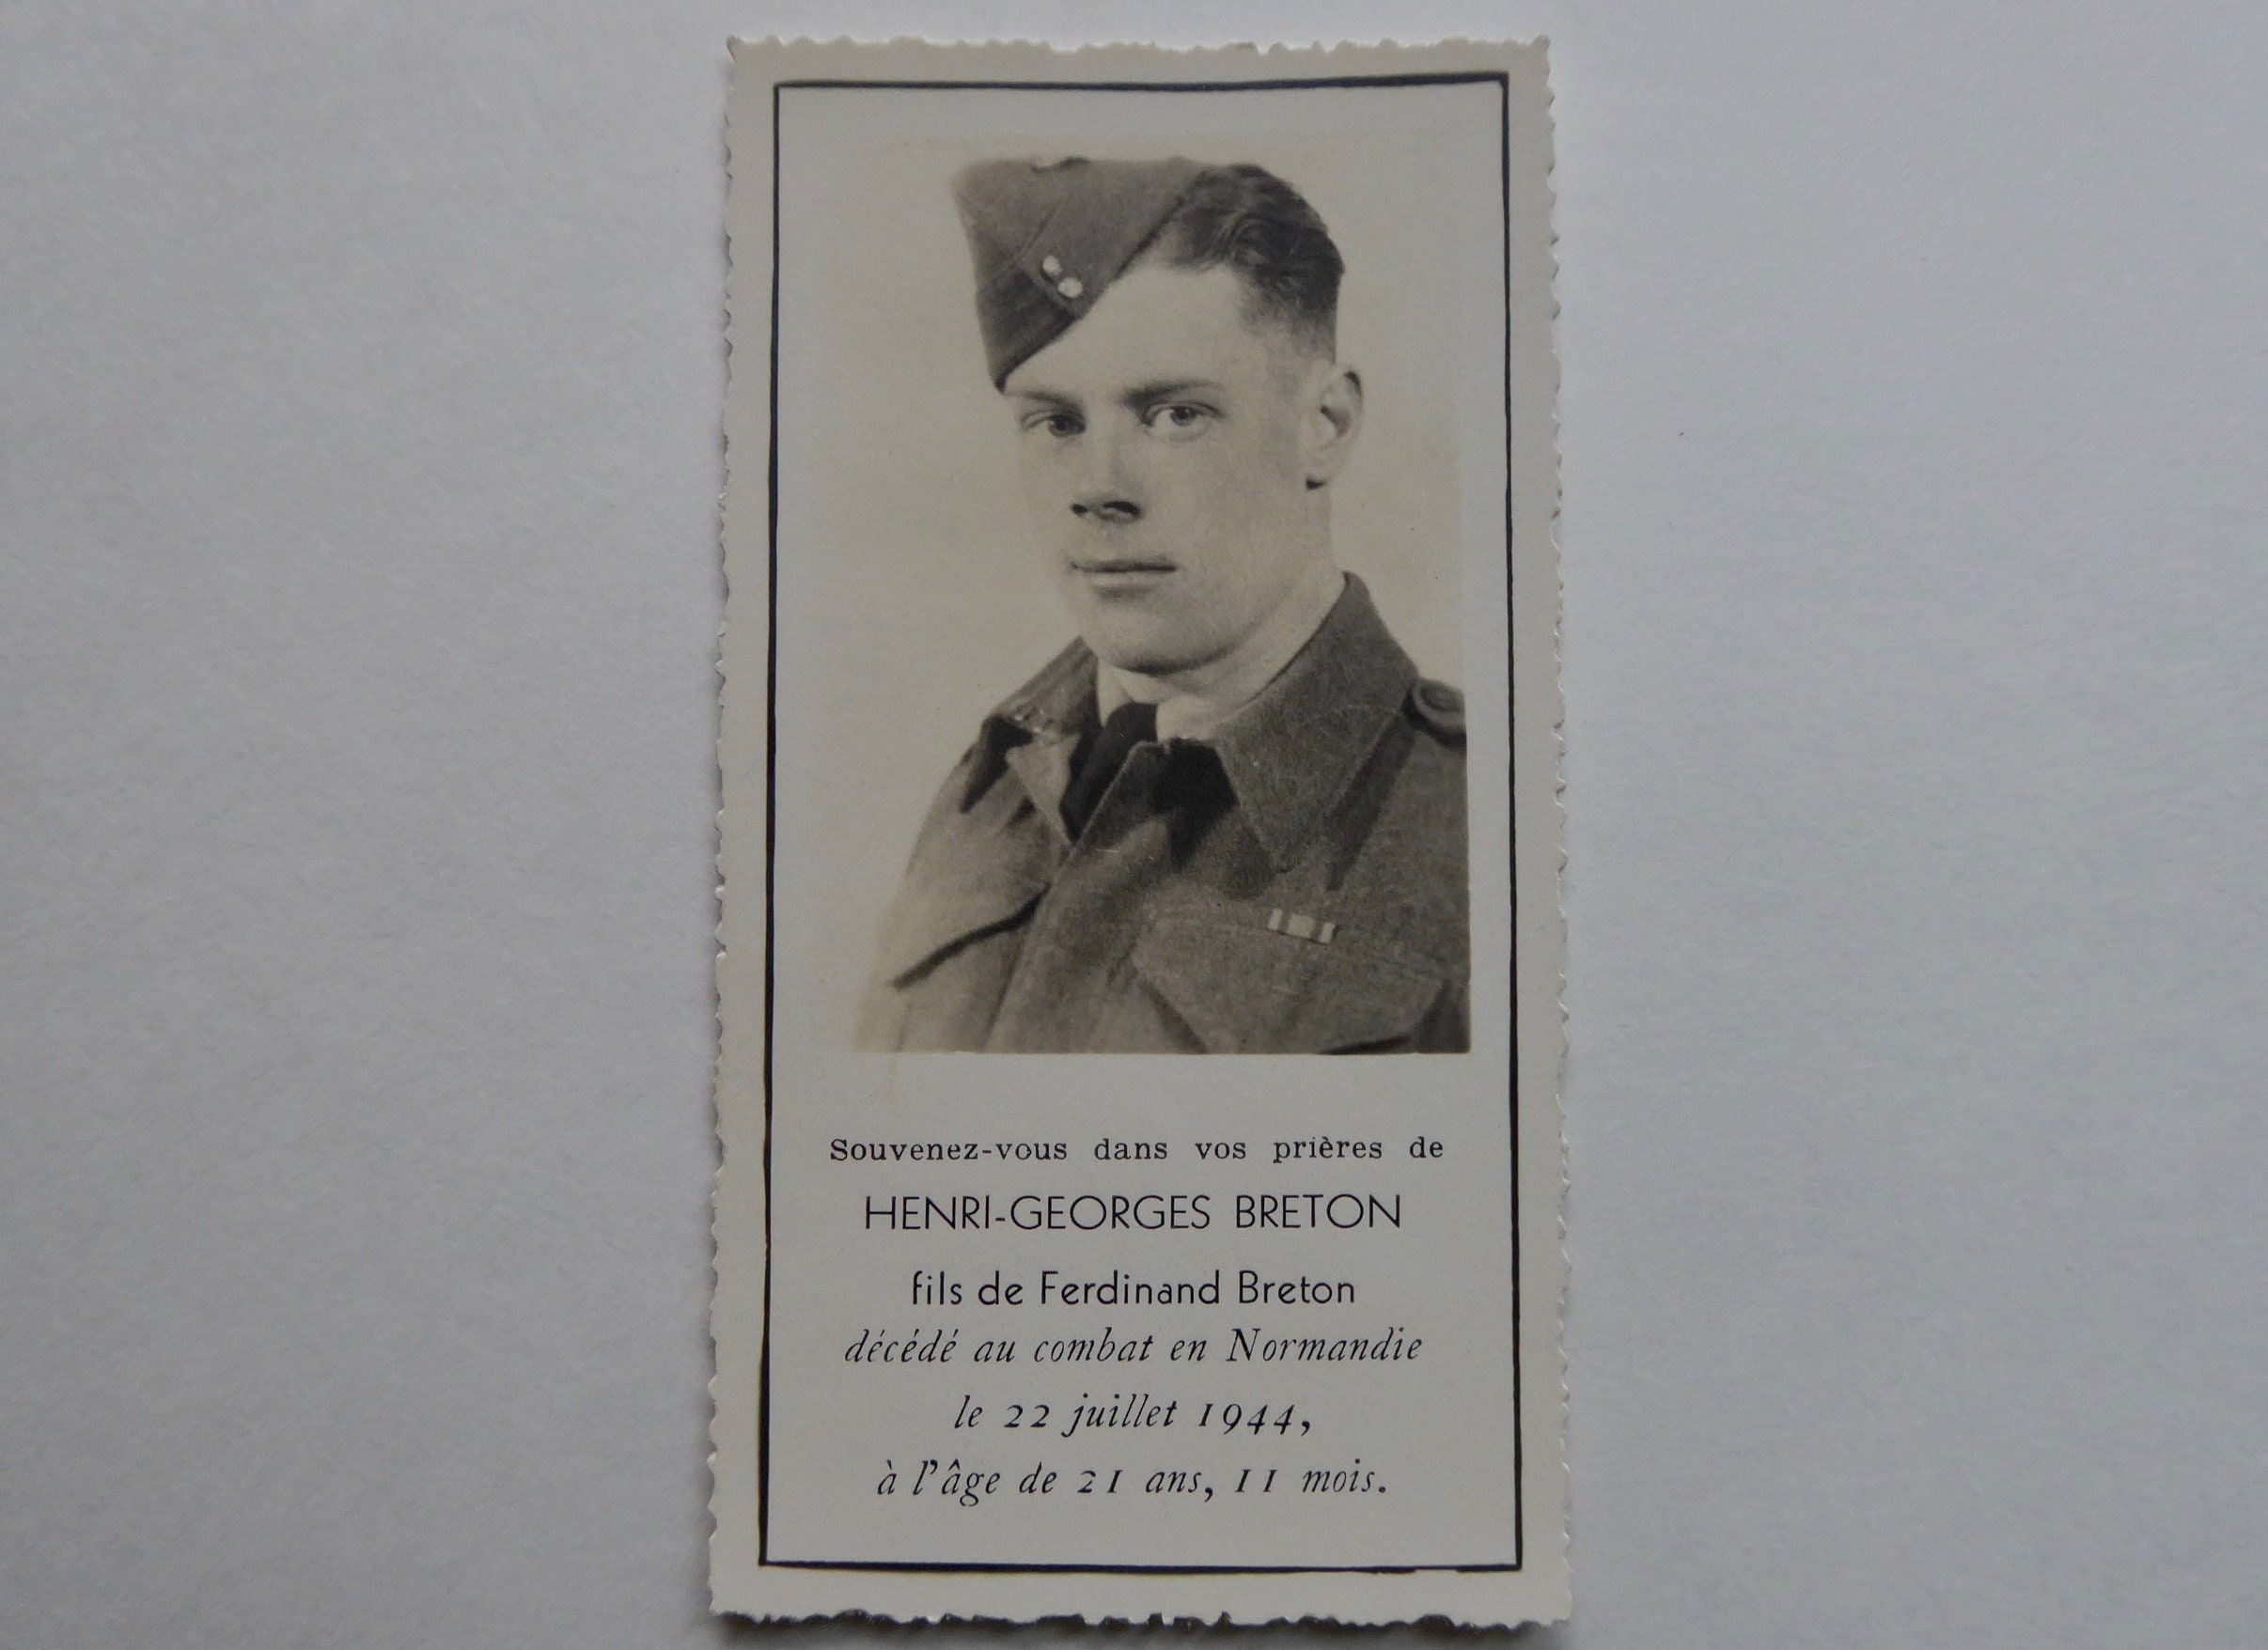 Souvenez-vous dans vos prières de
HENRI-GEORGES BRETON
fils de Ferdinand Breton
décédé au combat en Normandie
le 22 juillet 1944,
à l'âge de 21 ans, 11 mois.